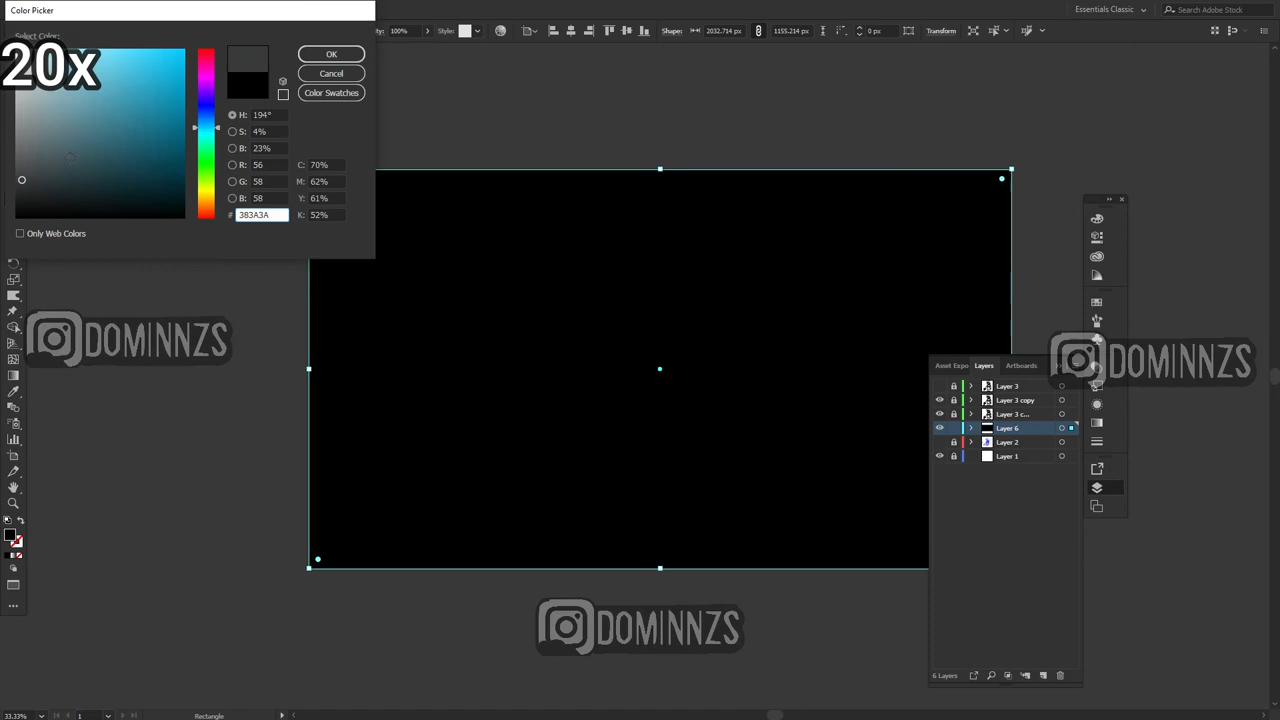 Color Picker
Essentials Classic
Search Adobe Stock
Select Color:
20x
OK
Cancel
Color Swatches
H: 194°
S: 4%
B: 23%
R: 56 C: 70%
G: 58 M: 62%
B: 58 Y: 61%
# 383A3A K: 52%
Only Web Colors
100%
Style:
Shape: 2032.714 px 1155.214 px 0 px Transform
DOMINNZS
DOMINNZS
Asset Expo Layers Artboards
Layer 3
Layer 3 copy
Layer 3 c...
Layer 6
Layer 2
Layer 1
DOMINNZS
6 Layers
33.33% 1 Rectangle